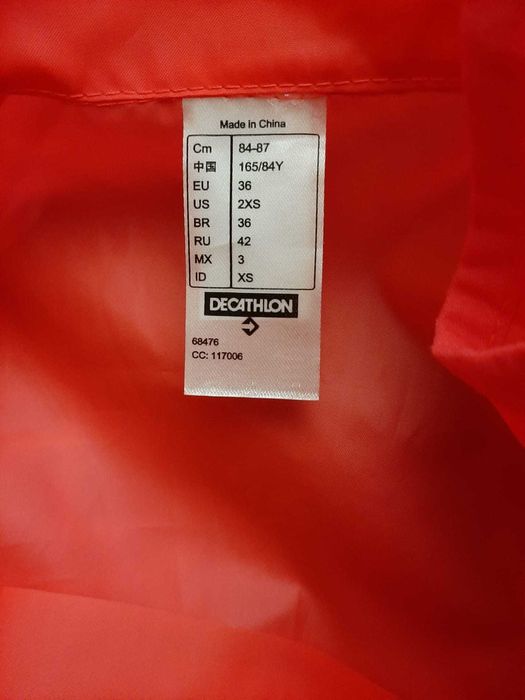 Made in China
Cm 84-87
中国 165/84Y
EU 36
US 2XS
BR 36
RU 42
MX 3
ID XS
DECATHLON
68476
CC: 117006